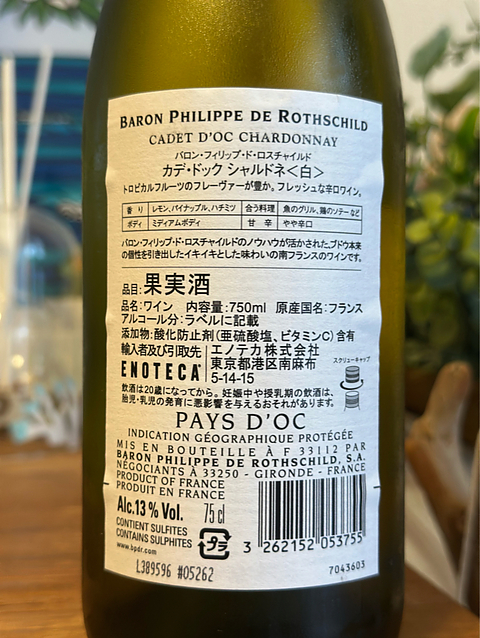 BARON PHILIPPE DE ROTHSCHILD
CADET D'OC CHARDONNAY
バロン・フィリップ・ド・ロスチャイルド
カデ・ドック シャルドネ<白>
トロピカルフルーツのフレーヴァーが豊か。フレッシュな辛口ワイン。
香り レモン、パイナップル、ハチミツ 合う料理 魚のグリル、鶏のソテー など
ボディ ミディアムボディ 甘辛 やや辛口
バロン・フィリップ・ド・ロスチャイルドのノウハウが活かされた、ブドウ本来
の個性を引き出したイキイキとした味わいの南フランスのワインです。
品目:果実酒
品名:ワイン 内容量:750ml 原産国名:フランス
アルコール分:ラベルに記載
添加物:酸化防止剤(亜硫酸塩、ビタミンC)含有
輸入者及び引取先 エノテカ株式会社
ENOTECA 東京都港区南麻布
5-14-15
スクリューキャップ
飲酒は20歳になってから。妊娠中や授乳期の飲酒は、
胎児・乳児の発育に悪影響を与えるおそれがあります。
PAYS D'OC
INDICATION GÉOGRAPHIQUE PROTÉGÉE
MIS EN BOUTEILLE À F 33112 PAR
BARON PHILIPPE DE ROTHSCHILD, S.A.
NÉGOCIANTS À 33250 - GIRONDE - FRANCE
PRODUCT OF FRANCE
PRODUIT EN FRANCE
Alc.13% Vol. 75 cl
CONTIENT SULFITES
CONTAINS SULPHITES
www.bpdr.com
プラ
3 262152 053755
L389596 #05262
7043603